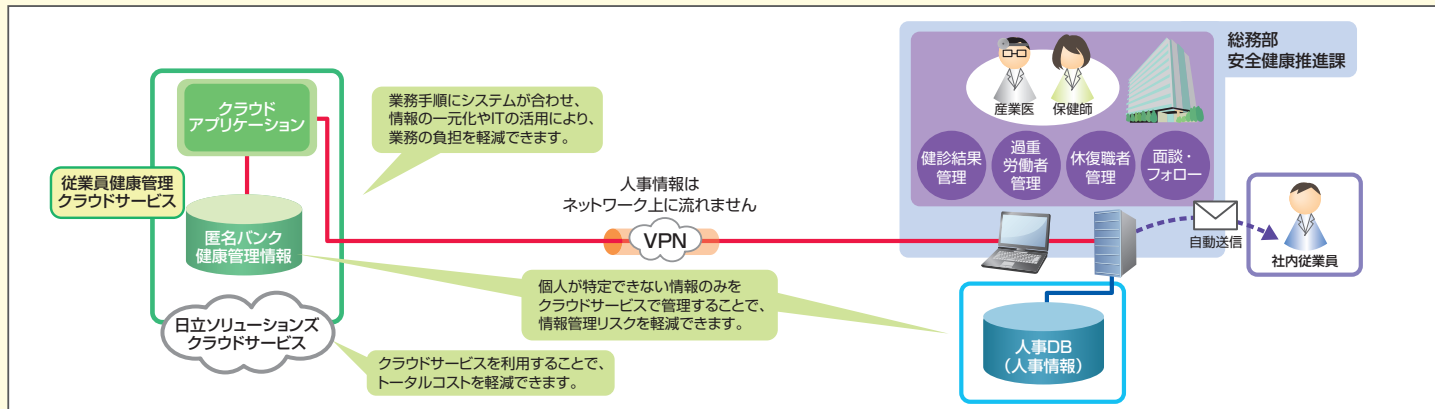 クラウド
アプリケーション
従業員健康管理
クラウドサービス
匿名バンク
健康管理情報
日立ソリューションズ
クラウドサービス
業務手順にシステムが合わせ、
情報の一元化やITの活用により、
業務の負担を軽減できます。
人事情報は
ネットワーク上に流れません
VPN
個人が特定できない情報のみを
クラウドサービスで管理することで、
情報管理リスクを軽減できます。
クラウドサービスを利用することで、
トータルコストを軽減できます。
総務部
安全健康推進課
産業医
保健師
健診結果
管理
過重
労働者
管理
休復職者
管理
面談・
フォロー
自動送信
社内従業員
人事DB
（人事情報）